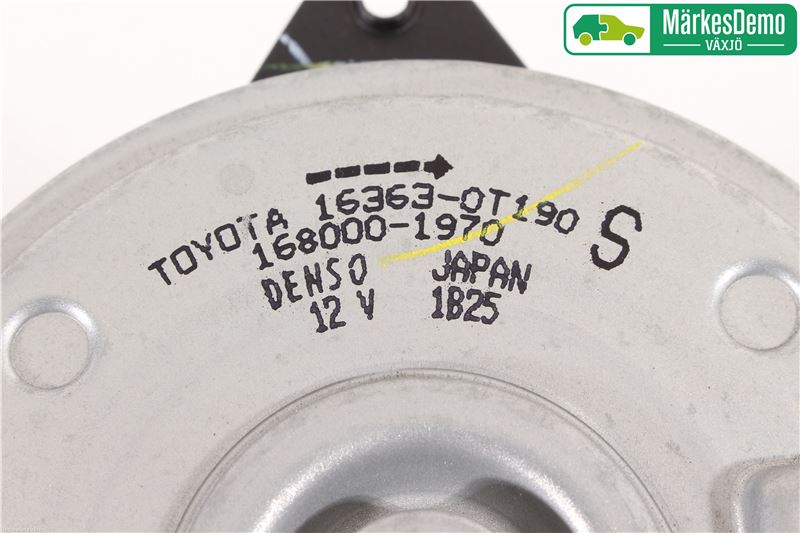 MärkesDemo
VÄXJÖ
TOYOTA 16363-0T190
168000-1970 S
DENSO JAPAN
12 V 1B25